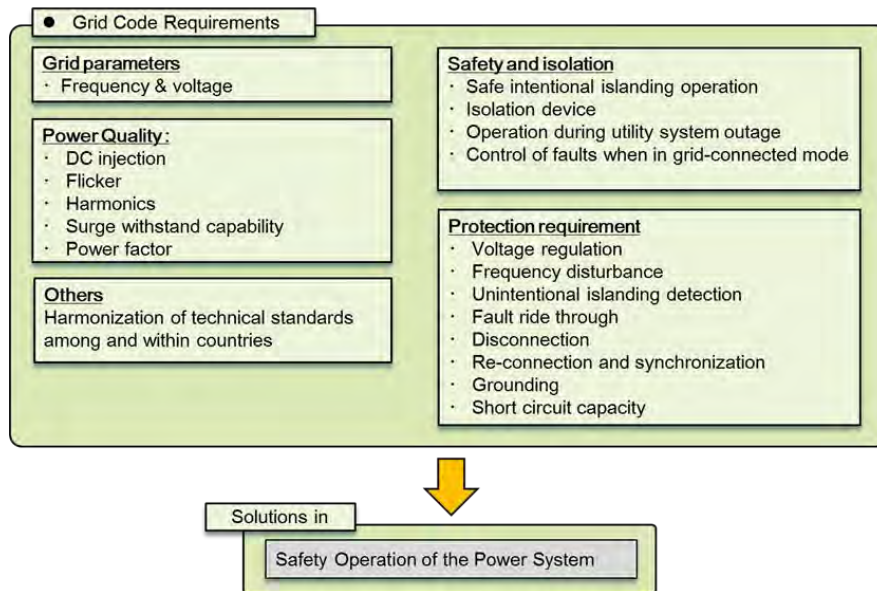 ● Grid Code Requirements
Grid parameters
· Frequency & voltage
Power Quality :
· DC injection
· Flicker
· Harmonics
· Surge withstand capability
· Power factor
Others
Harmonization of technical standards
among and within countries
Safety and isolation
· Safe intentional islanding operation
· Isolation device
· Operation during utility system outage
· Control of faults when in grid-connected mode
Protection requirement
· Voltage regulation
· Frequency disturbance
· Unintentional islanding detection
· Fault ride through
· Disconnection
· Re-connection and synchronization
· Grounding
· Short circuit capacity
Solutions in
Safety Operation of the Power System